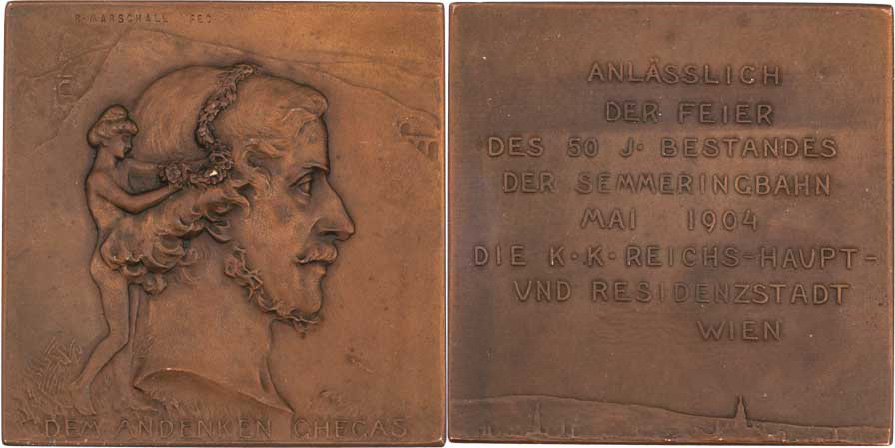 R·MARSCHALL FEC
DEM ANDENKEN GHEGAS
ANLÄSSLICH
DER FEIER
DES 50 J· BESTANDES
DER SEMMERINGBAHN
MAI 1904
DIE K·K·REICHS-HAUPT-
VND RESIDENZSTADT
WIEN